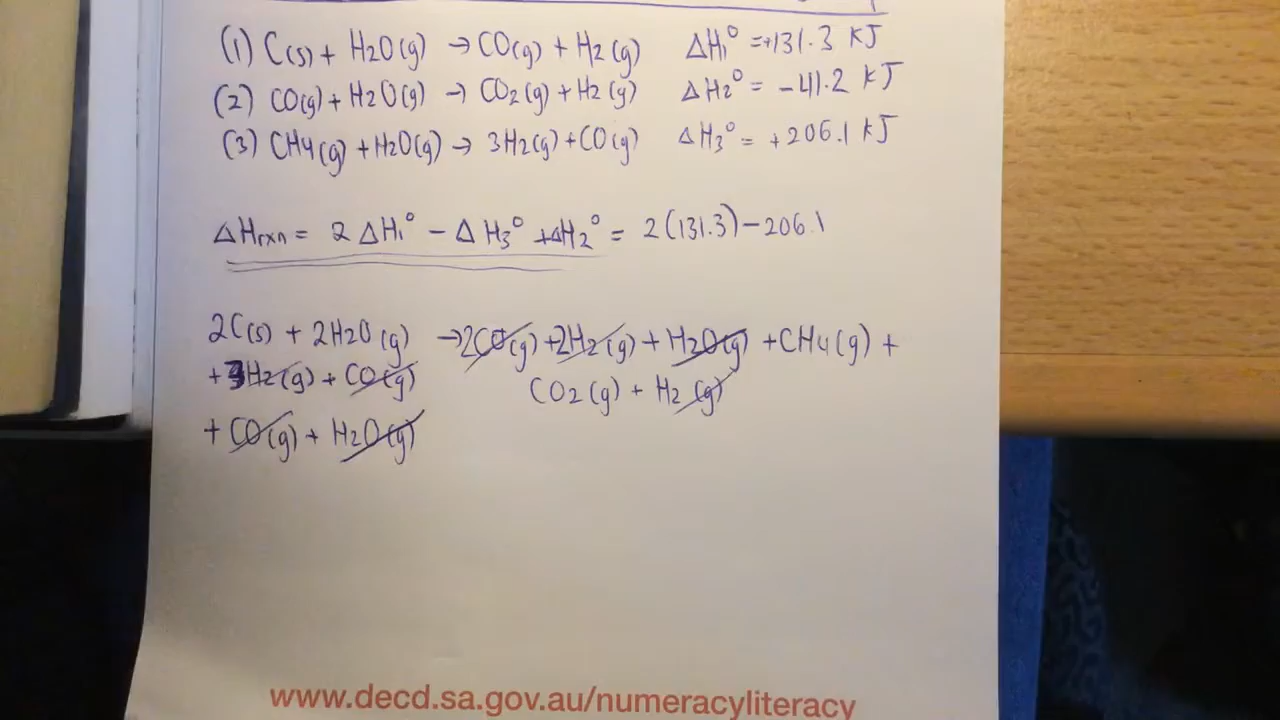 (1) C(s) + H2O(g) → CO(g) + H2(g) ΔH1° = +131.3 KJ
(2) CO(g) + H2O(g) → CO2(g) + H2(g) ΔH2° = -41.2 KJ
(3) CH4(g) + H2O(g) → 3H2(g) + CO(g) ΔH3° = +206.1 KJ
ΔHrxn = 2ΔH1° - ΔH3° + ΔH2° = 2(131.3) - 206.1
2C(s) + 2H2O(g) → 2CO(g) + 2H2(g) + H2O(g) + CH4(g) +
+ 3H2(g) + CO(g) CO2(g) + H2(g)
+ CO(g) + H2O(g)
www.decd.sa.gov.au/numeracyliteracy